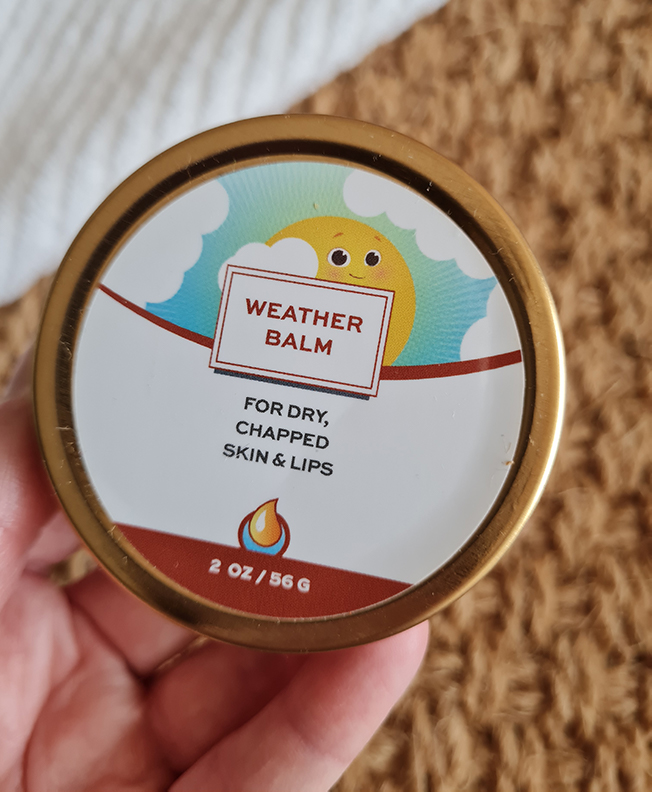 WEATHER
BALM
FOR DRY,
CHAPPED
SKIN & LIPS
2 OZ / 56 G